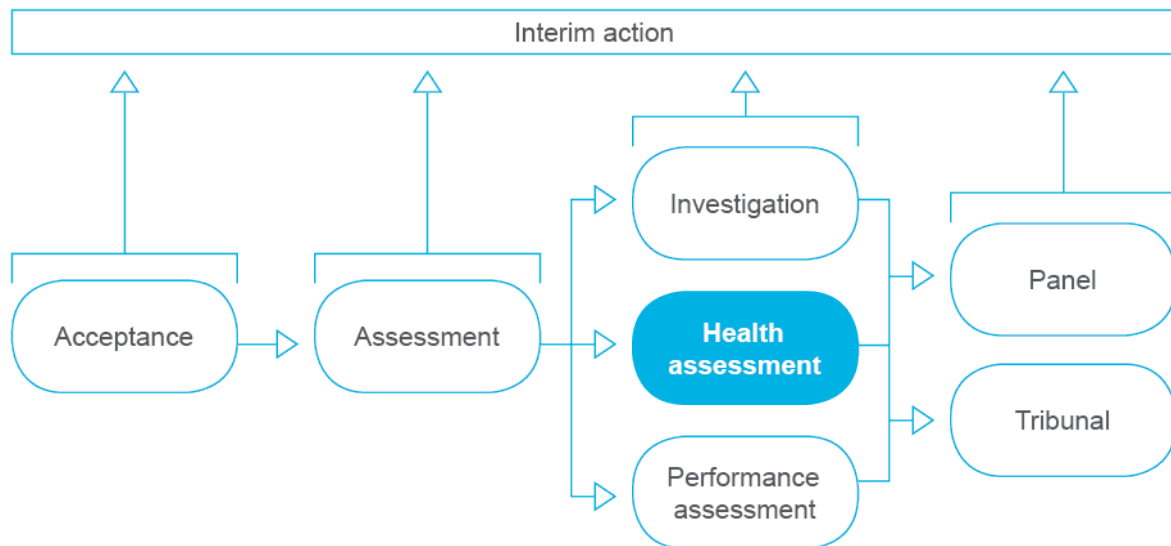 Interim action
Acceptance
Assessment
Investigation
Health
assessment
Performance
assessment
Panel
Tribunal